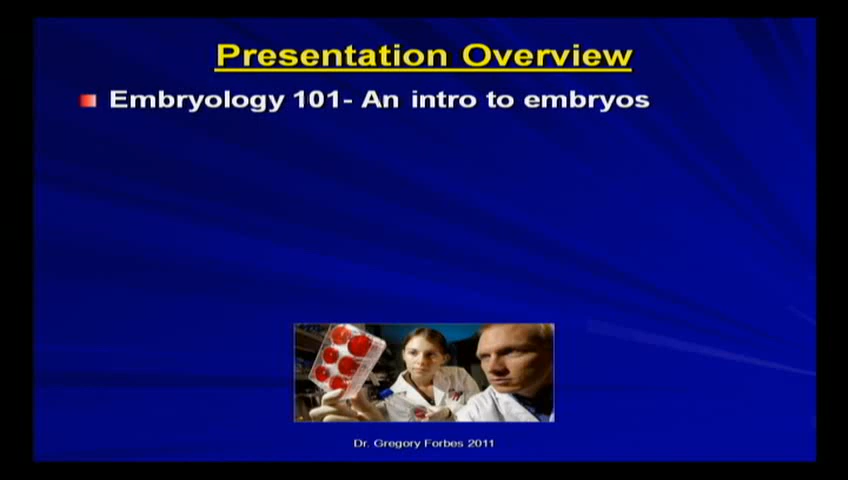 Presentation Overview
Embryology 101- An intro to embryos
Dr. Gregory Forbes 2011